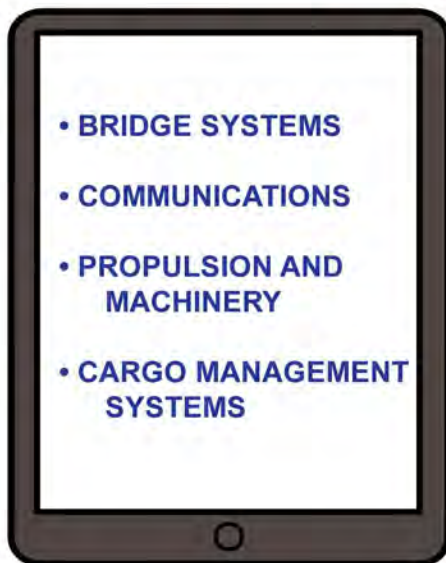 • BRIDGE SYSTEMS
• COMMUNICATIONS
• PROPULSION AND
MACHINERY
• CARGO MANAGEMENT
SYSTEMS